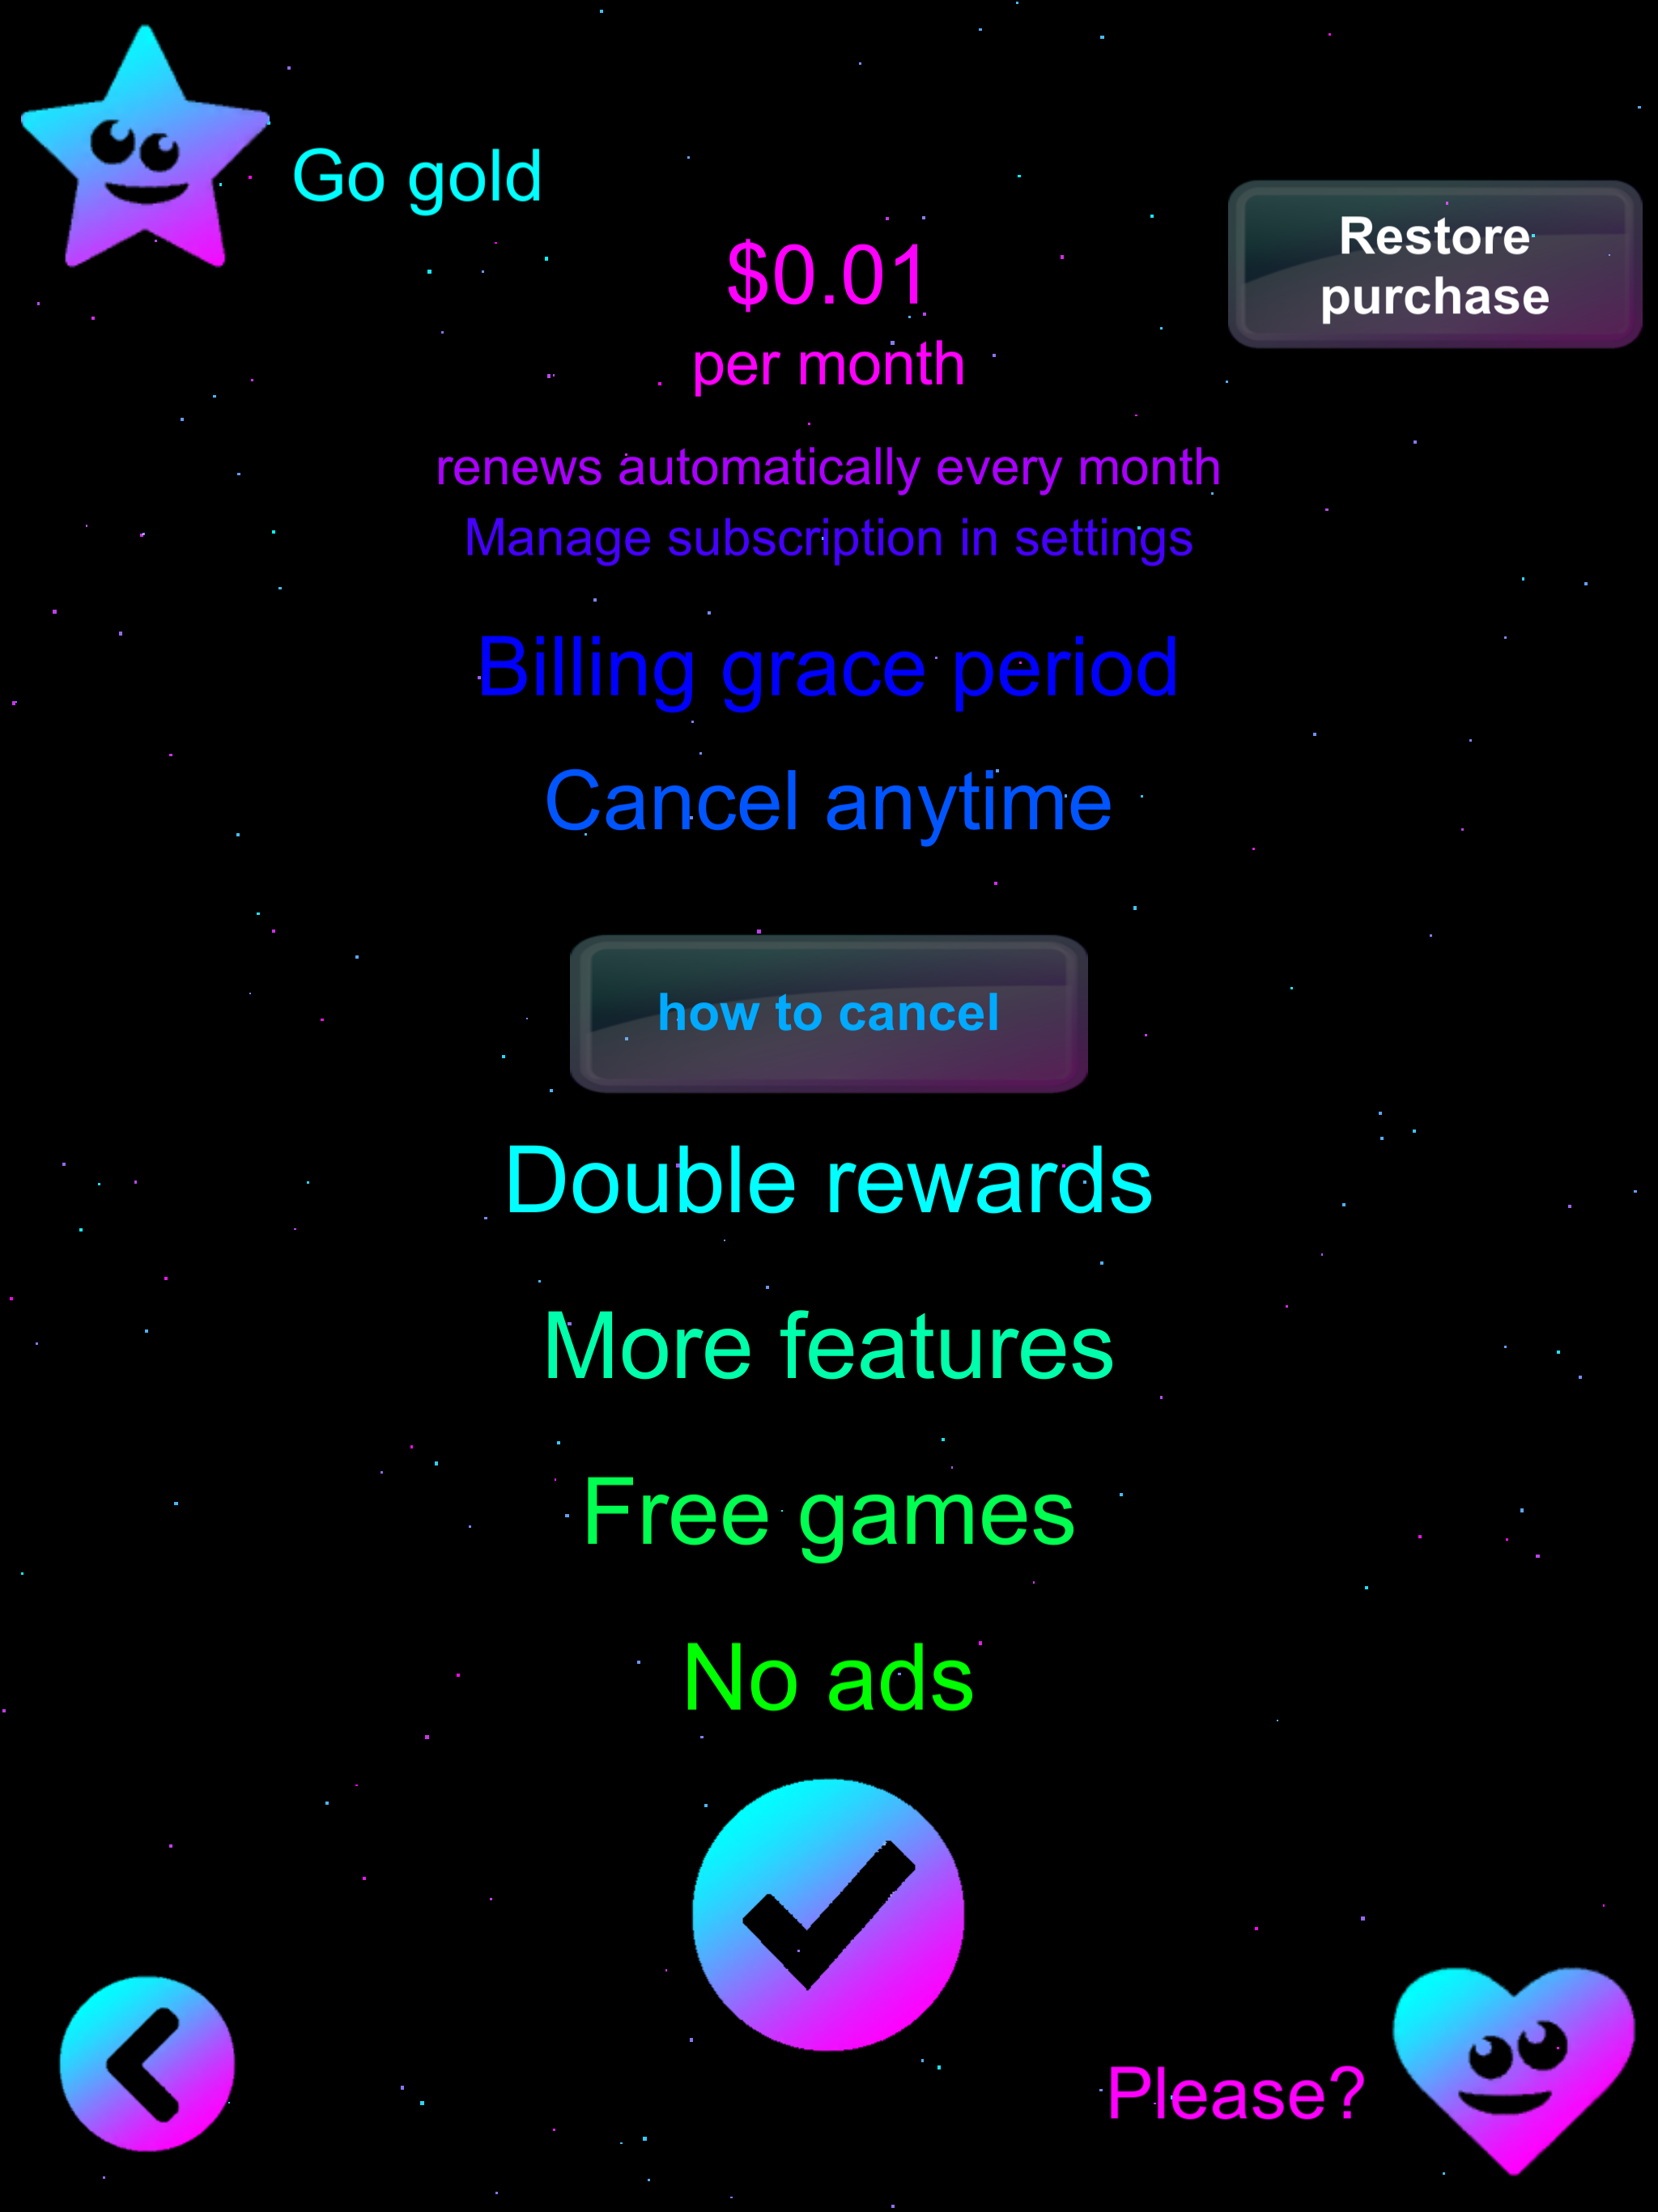 Go gold
Restore
purchase
$0.01
per month
renews automatically every month
Manage subscription in settings
Billing grace period
Cancel anytime
how to cancel
Double rewards
More features
Free games
No ads
Please?